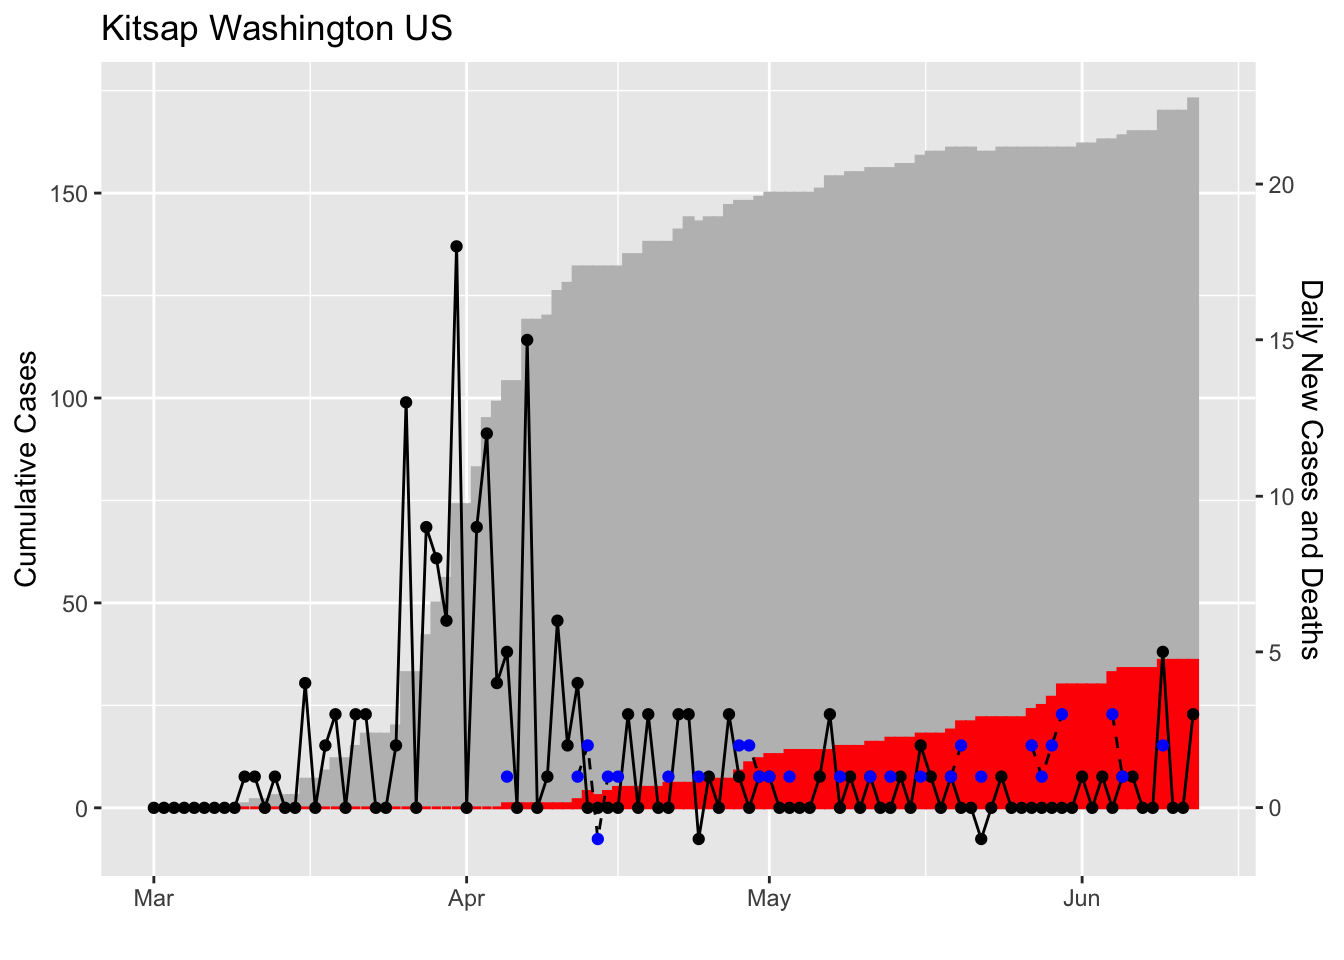 Kitsap Washington US
Cumulative Cases
150
100
50
0
20
15
10
5
0
Daily New Cases and Deaths
Mar
Apr
May
Jun